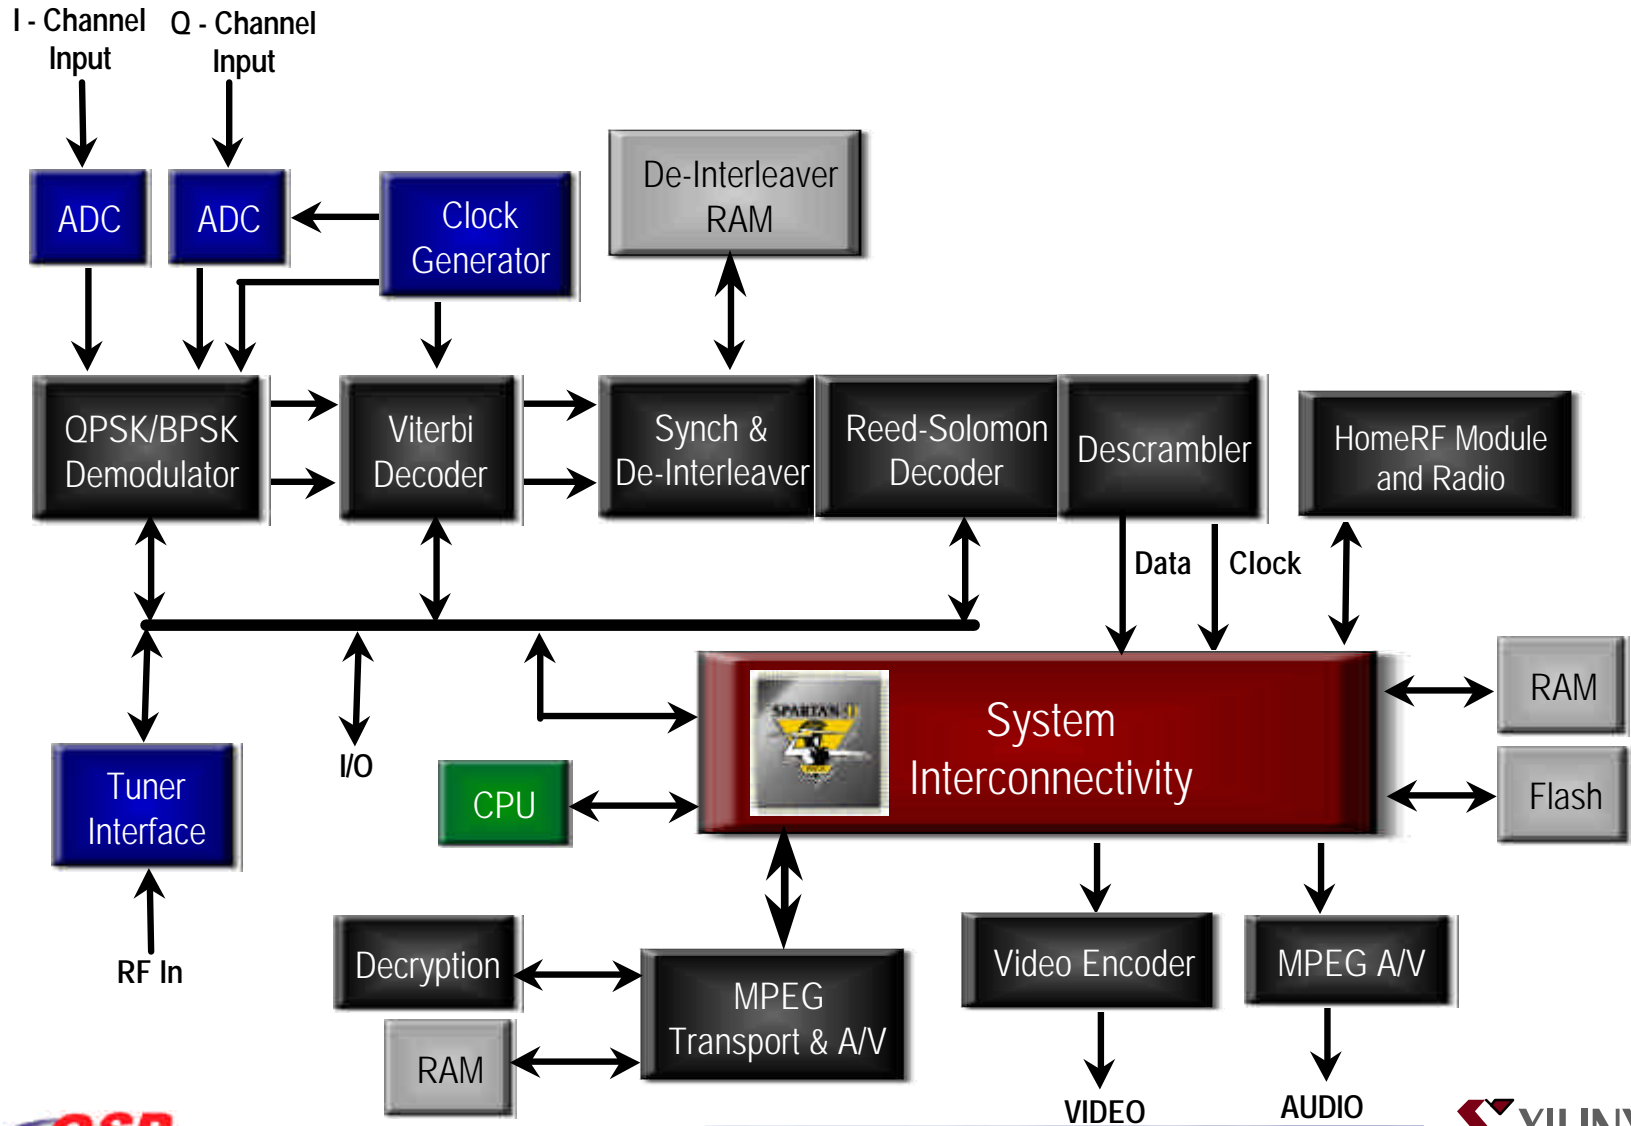 I - Channel
Input
Q - Channel
Input
ADC
ADC
Clock
Generator
De-Interleaver
RAM
QPSK/BPSK
Demodulator
Viterbi
Decoder
Synch &
De-Interleaver
Reed-Solomon
Decoder
Descrambler
HomeRF Module
and Radio
Data
Clock
I/O
Tuner
Interface
RF In
CPU
SPARTAN-II
System
Interconnectivity
RAM
Flash
Decryption
RAM
MPEG
Transport & A/V
Video Encoder
MPEG A/V
VIDEO
AUDIO